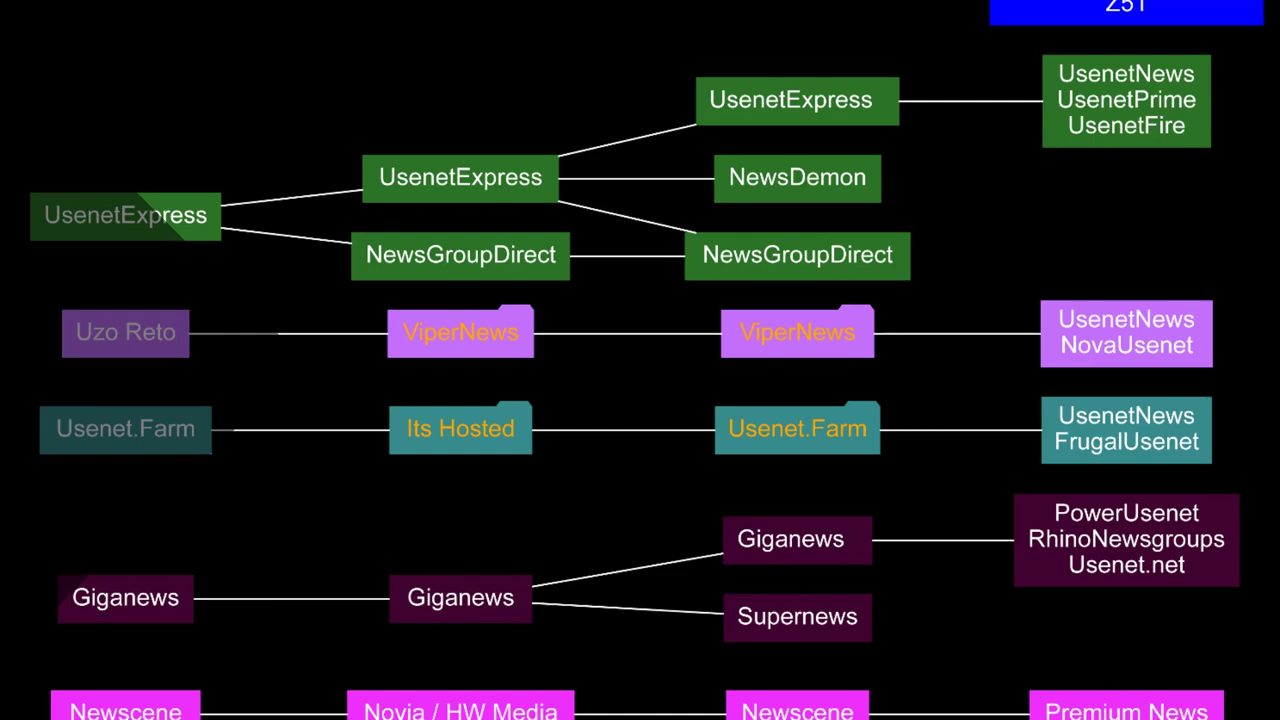 Z51
UsenetExpress
UsenetNews
UsenetPrime
UsenetFire
UsenetExpress
NewsDemon
UsenetExpress
NewsGroupDirect
NewsGroupDirect
Uzo Reto
ViperNews
ViperNews
UsenetNews
NovaUsenet
Usenet.Farm
Its Hosted
Usenet.Farm
UsenetNews
FrugalUsenet
Giganews
PowerUsenet
RhinoNewsgroups
Usenet.net
Giganews
Giganews
Supernews
Newscene
Novia / HW Media
Newscene
Premium News